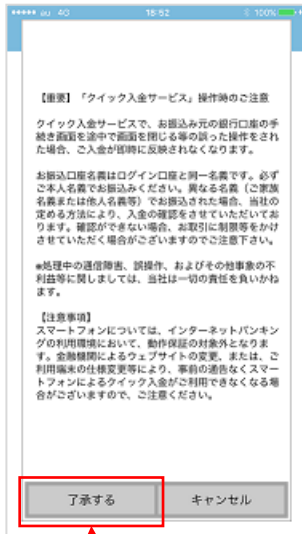 au 4G 16:52 100%
【重要】「クイック入金サービス」操作時のご注意
クイック入金サービスで、お振込み元の銀行口座の手
続き画面を途中で画面を閉じる等の誤った操作をされ
た場合、ご入金が即時に反映されなくなります。
お振込口座名義はログイン口座と同一名義です。必ず
ご本人名義でお振込みください。異なる名義（ご家族
名義または他人名義等）でお振込された場合、当社の
定める方法により、入金の確認をさせていただいてお
ります。確認ができない場合、お取引に制限等をかけ
させていただく場合がございますのでご注意下さい。
※処理中の通信障害、誤操作、およびその他事象の不
利益等に関しましては、当社は一切の責任を負いかね
ます。
【注意事項】
スマートフォンについては、インターネットバンキン
グの利用環境において、動作保証の対象外となりま
す。金融機関によるウェブサイトの変更、または、ご
利用端末の仕様変更等により、事前の通告なくスマー
トフォンによるクイック入金がご利用できなくなる場
合がございますので、ご注意ください。
了承する キャンセル